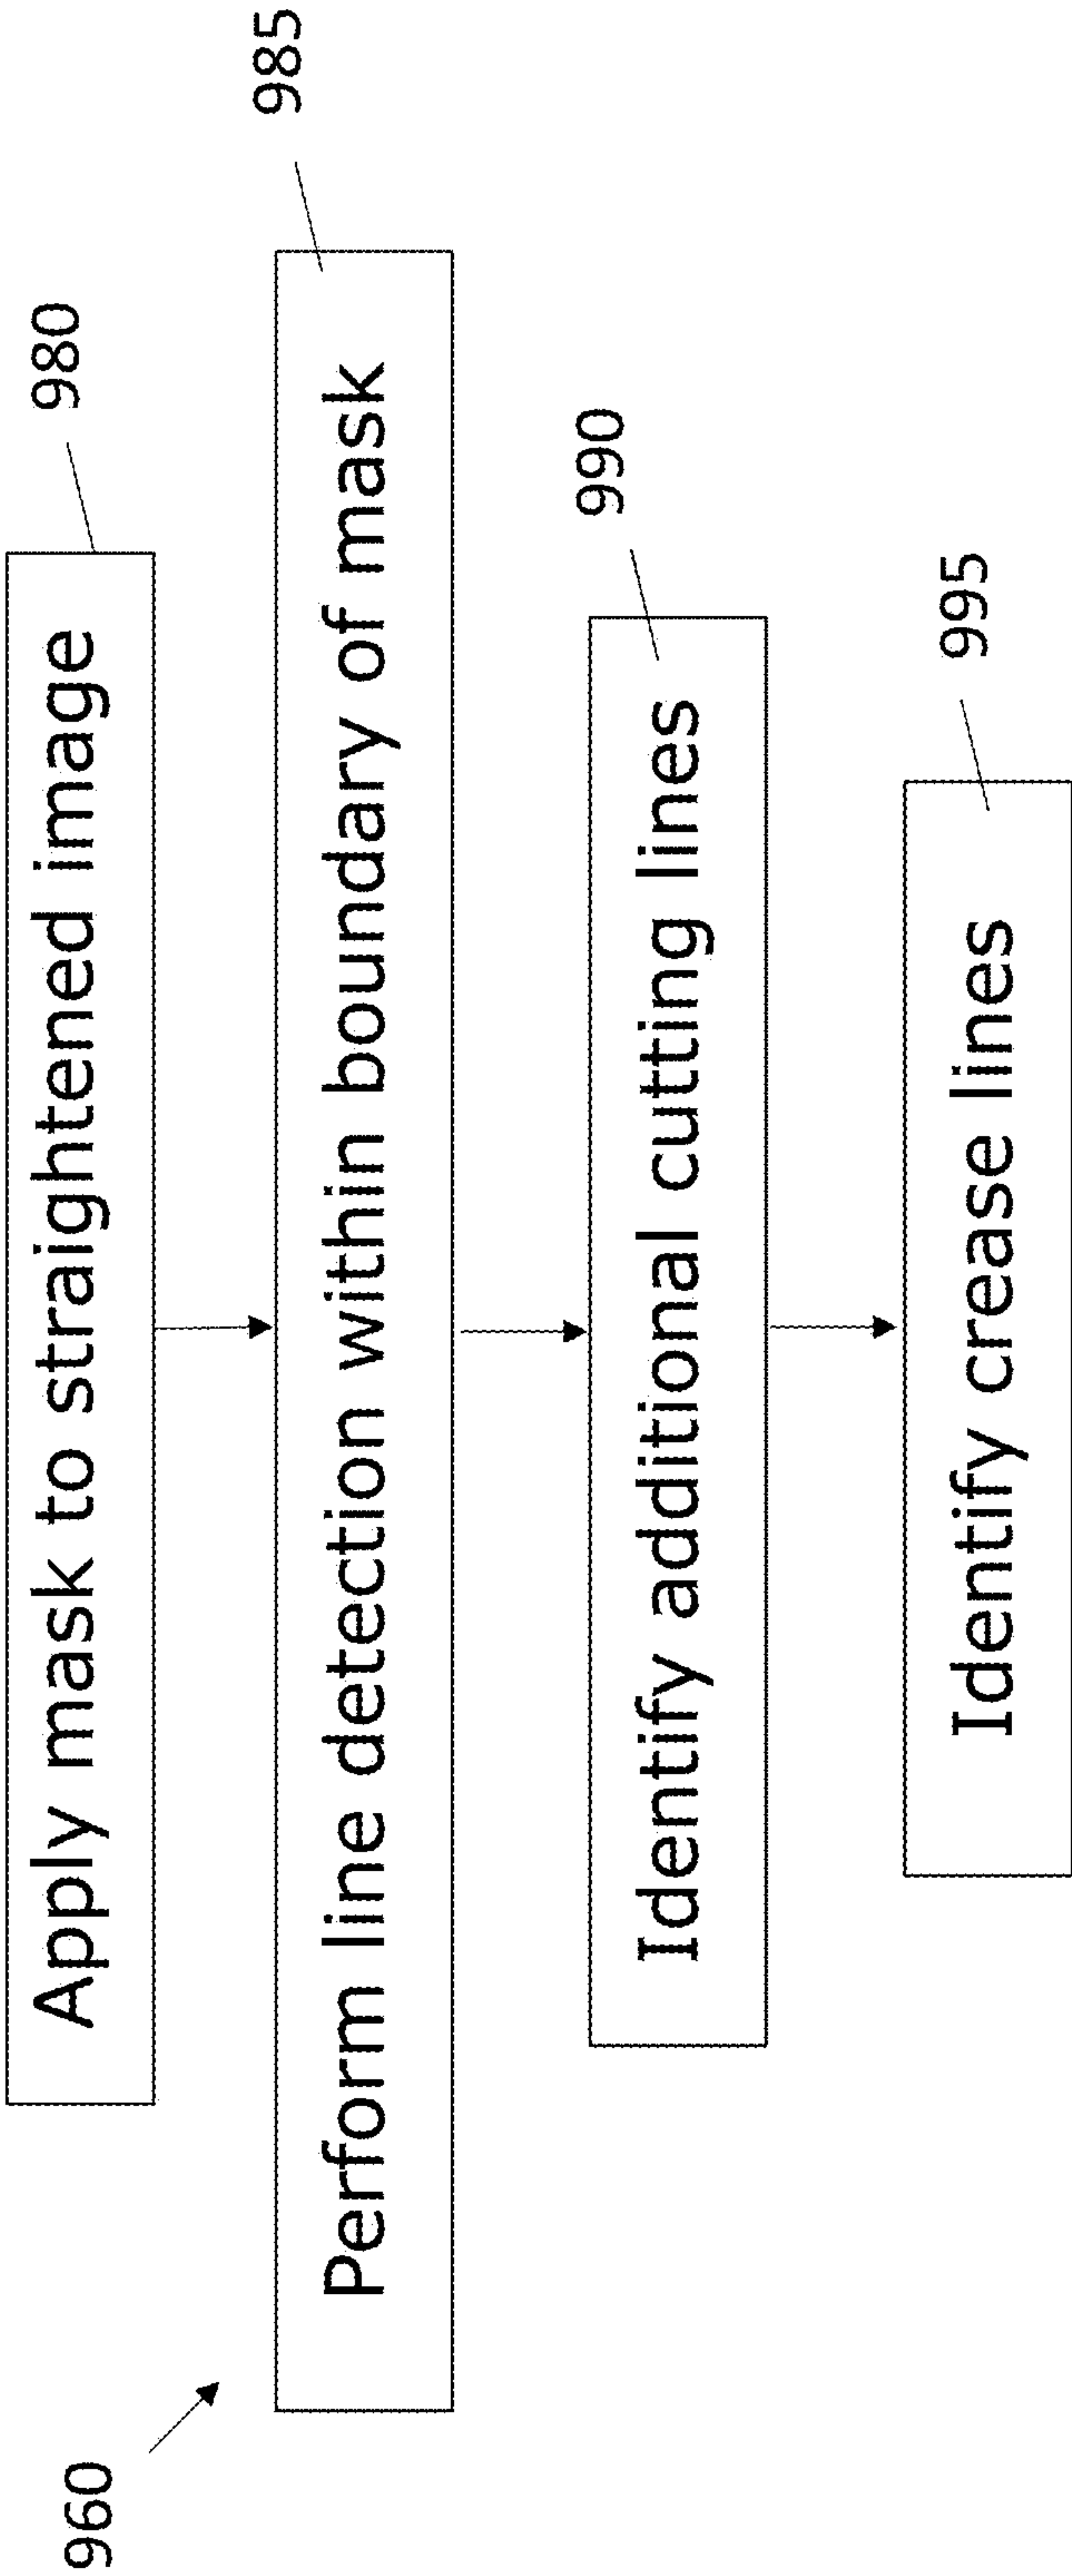 960
Apply mask to straightened image
980
Perform line detection within boundary of mask
985
Identify additional cutting lines
990
Identify crease lines
995